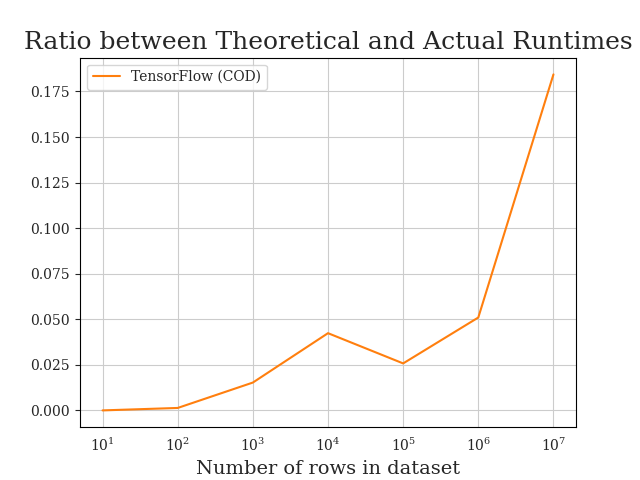 Ratio between Theoretical and Actual Runtimes
TensorFlow (COD)
0.175
0.150
0.125
0.100
0.075
0.050
0.025
0.000
10¹ 10² 10³ 10⁴ 10⁵ 10⁶ 10⁷
Number of rows in dataset